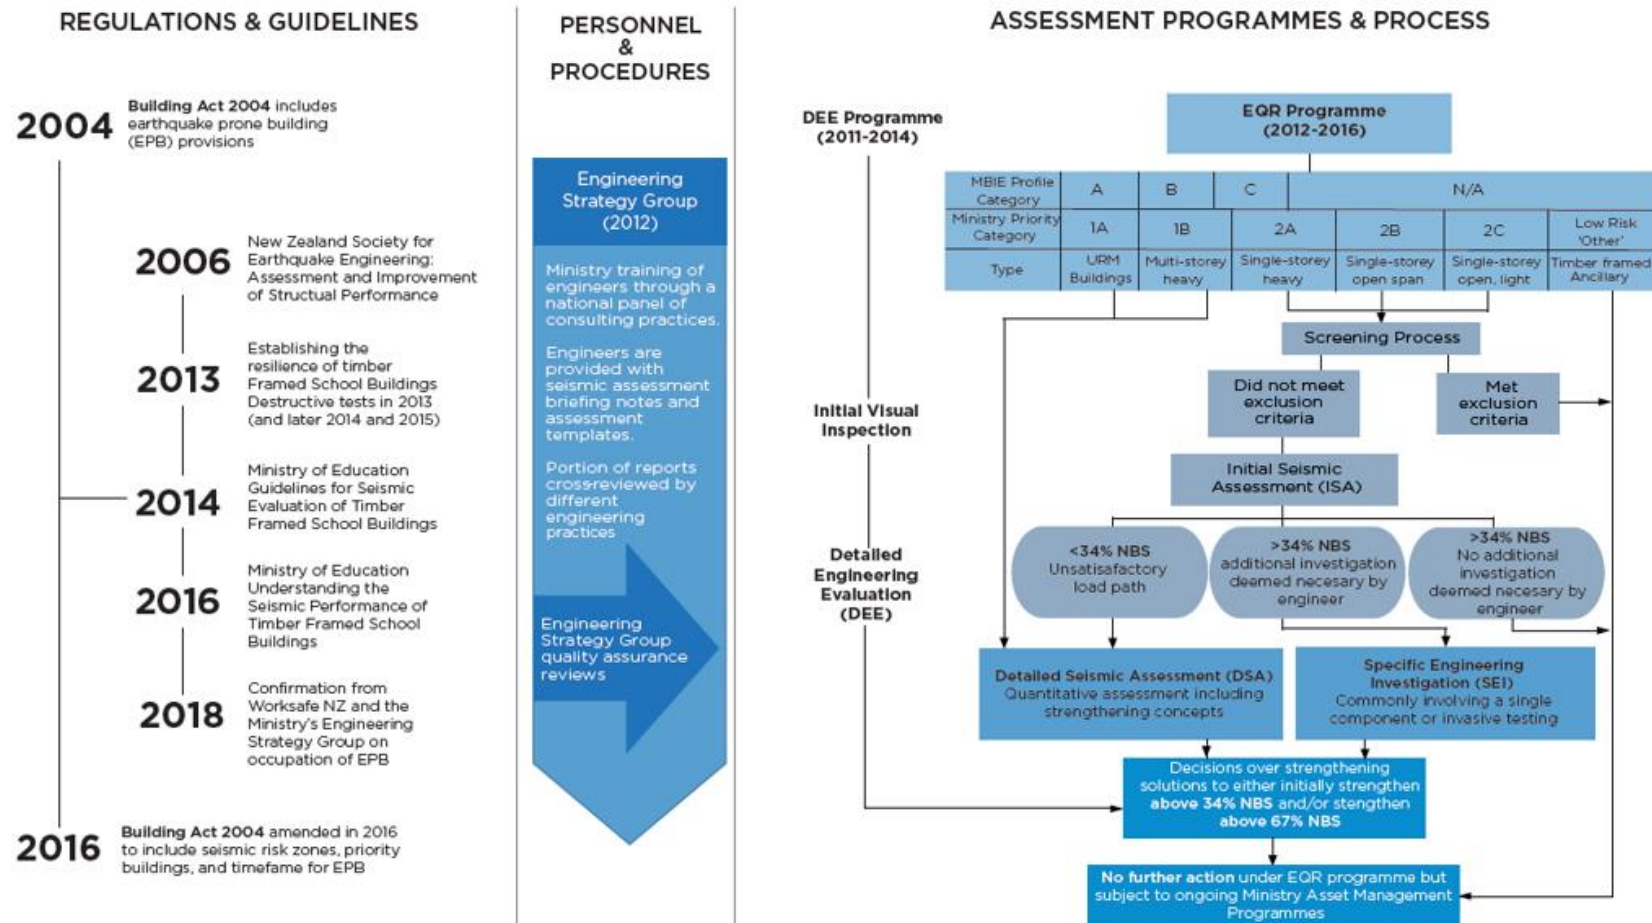 REGULATIONS & GUIDELINES
2004
Building Act 2004 includes
earthquake prone building
(EPB) provisions
2006
New Zealand Society for
Earthquake Engineering:
Assessment and Improvement
of Structual Performance
2013
Establishing the
resilience of timber
Framed School Buildings
Destructive tests in 2013
(and later 2014 and 2015)
2014
Ministry of Education
Guidelines for Seismic
Evaluation of Timber
Framed School Buildings
2016
Ministry of Education
Understanding the
Seismic Performance of
Timber Framed School
Buildings
2018
Confirmation from
Worksafe NZ and the
Ministry's Engineering
Strategy Group on
occupation of EPB
2016
Building Act 2004 amended in 2016
to include seismic risk zones, priority
buildings, and timefame for EPB
PERSONNEL
&
PROCEDURES
Engineering
Strategy Group
(2012)
Ministry training of
engineers through a
national panel of
consulting practices.
Engineers are
provided with
seismic assessment
briefing notes and
assessment
templates.
Portion of reports
cross-reviewed by
different
engineering
practices
Engineering
Strategy Group
quality assurance
reviews
ASSESSMENT PROGRAMMES & PROCESS
DEE Programme
(2011-2014)
Initial Visual
Inspection
Detailed
Engineering
Evaluation
(DEE)
EQR Programme
(2012-2016)
MBIE Profile
Category
A
B
C
N/A
Ministry Priority
Category
1A
1B
2A
2B
2C
Low Risk
'Other'
Type
URM
Buildings
Multi-storey
heavy
Single-storey
heavy
Single-storey
open span
Single-storey
open, light
Timber framed
Ancillary
Screening Process
Did not meet
exclusion
criteria
Met
exclusion
criteria
Initial Seismic
Assessment (ISA)
<34% NBS
Unsatisafactory
load path
>34% NBS
additional investigation
deemed necesary by
engineer
>34% NBS
No additional
investigation
deemed necesary by
engineer
Detailed Seismic Assessment (DSA)
Quantitative assessment including
strengthening concepts
Specific Engineering
Investigation (SEI)
Commonly involving a single
component or invasive testing
Decisions over strengthening
solutions to either initially strengthen
above 34% NBS and/or stengthen
above 67% NBS
No further action under EQR programme but
subject to ongoing Ministry Asset Management
Programmes